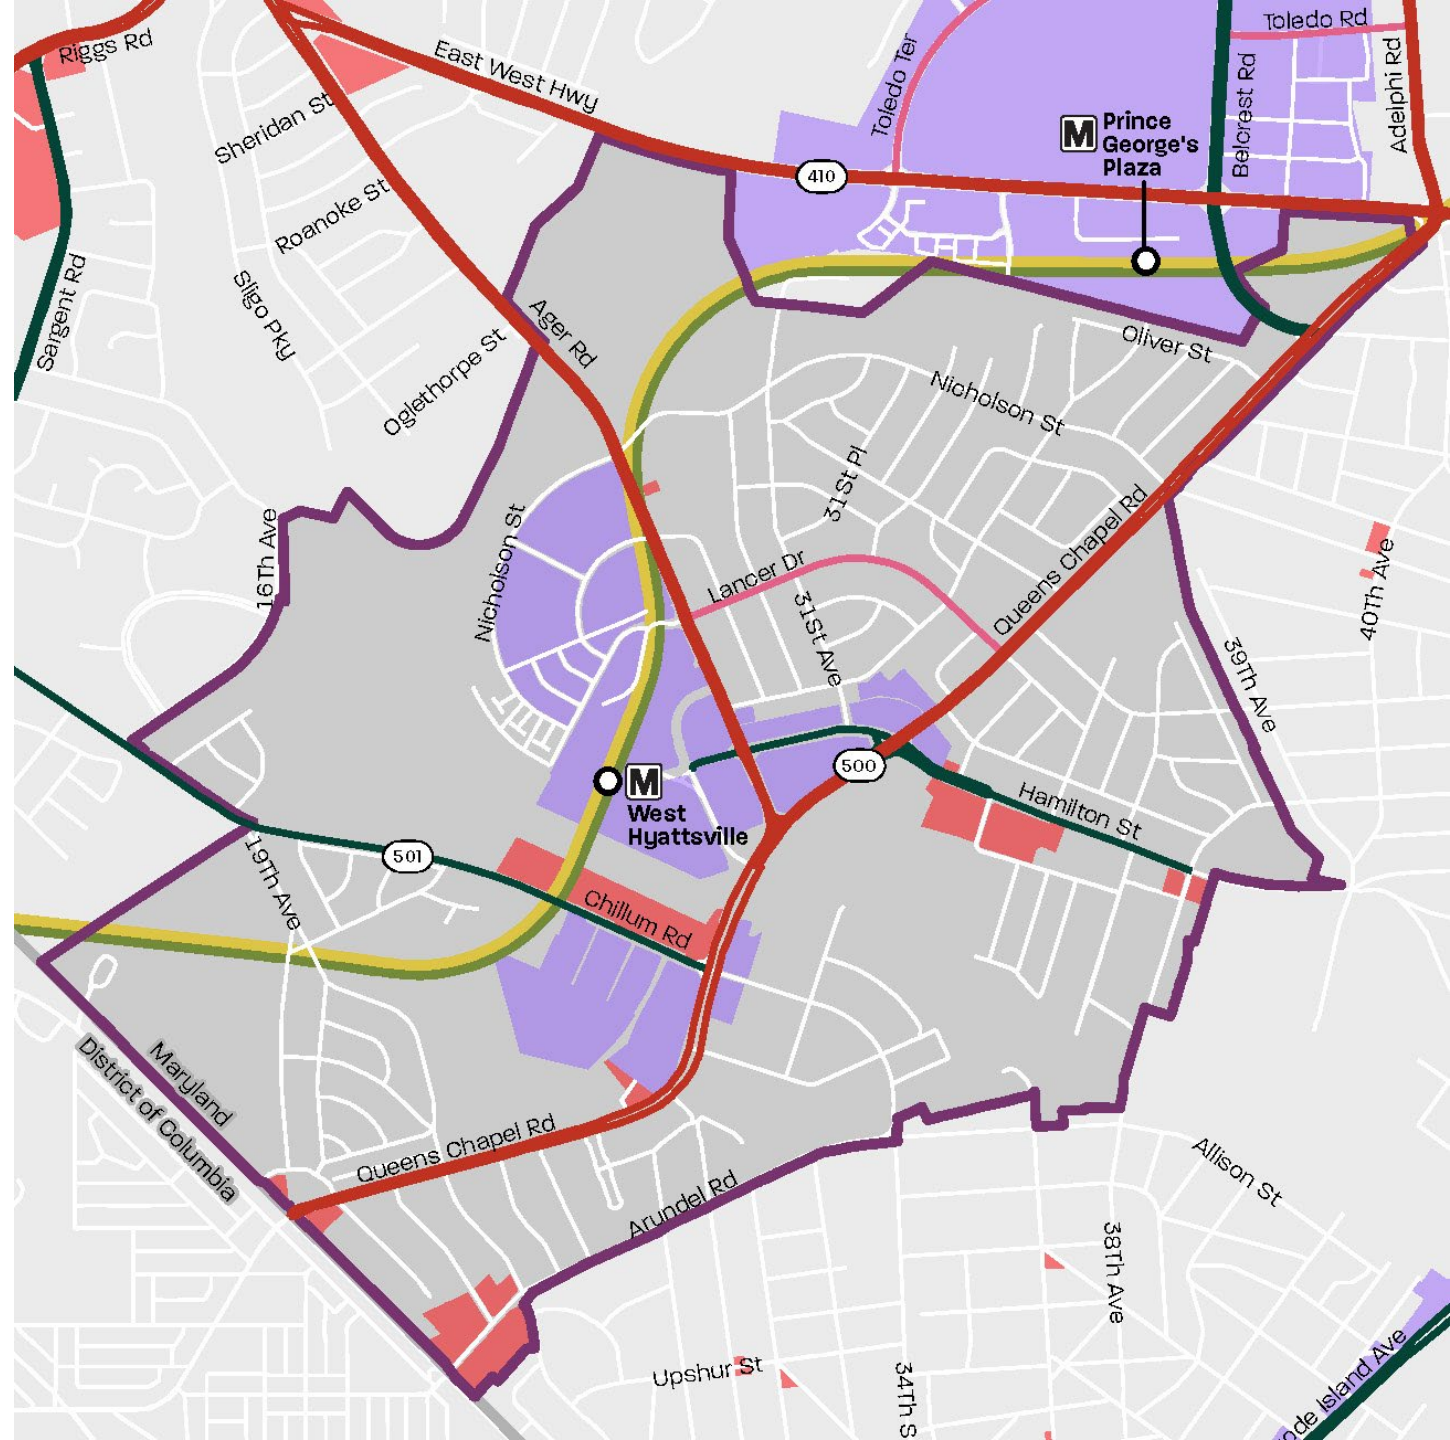 Riggs Rd
East West Hwy
Toledo Rd
Toledo Ter
Belcrest Rd
Adelphi Rd
M
Prince
George's
Plaza
Sheridan St
410
Roanoke St
Sargent Rd
Sligo Pky
Ager Rd
Oglethorpe St
Oliver St
Nicholson St
31St Pl
16Th Ave
Nicholson St
Queens Chapel Rd
40Th Ave
Lancer Dr
31St Ave
39Th Ave
500
M
West
Hyattsville
Hamilton St
501
19Th Ave
Chillum Rd
Maryland
District of Columbia
Queens Chapel Rd
Arundel Rd
Allison St
38Th Ave
Upshur St
34Th S
ode Island Ave